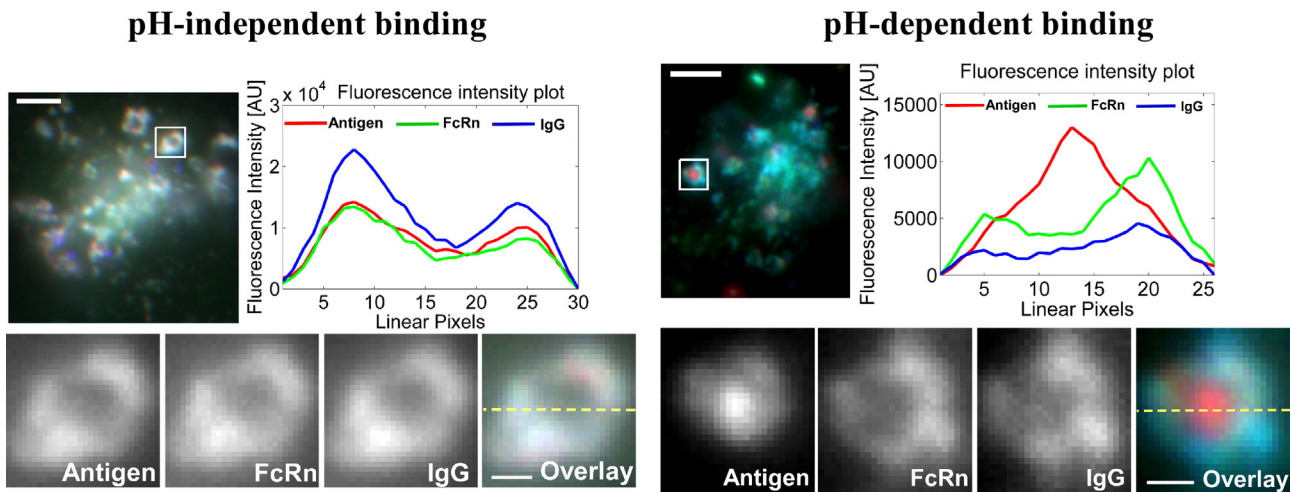 pH-independent binding
Fluorescence intensity plot
3 x 10^4
Antigen FcRn IgG
Fluorescence Intensity [AU]
2
1
0
5 10 15 20 25 30
Linear Pixels
Antigen
FcRn
IgG
Overlay
pH-dependent binding
Fluorescence intensity plot
Antigen FcRn IgG
Fluorescence Intensity [AU]
15000
10000
5000
0
5 10 15 20 25
Linear Pixels
Antigen
FcRn
IgG
Overlay